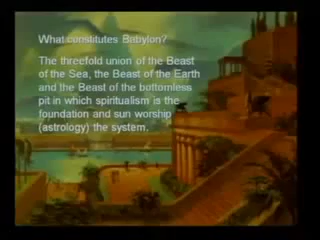 What constitutes Babylon?
The threefold union of the Beast
of the Sea, the Beast of the Earth
and the Beast of the bottomless
pit in which spiritualism is the
foundation and sun worship
(astrology) the system.